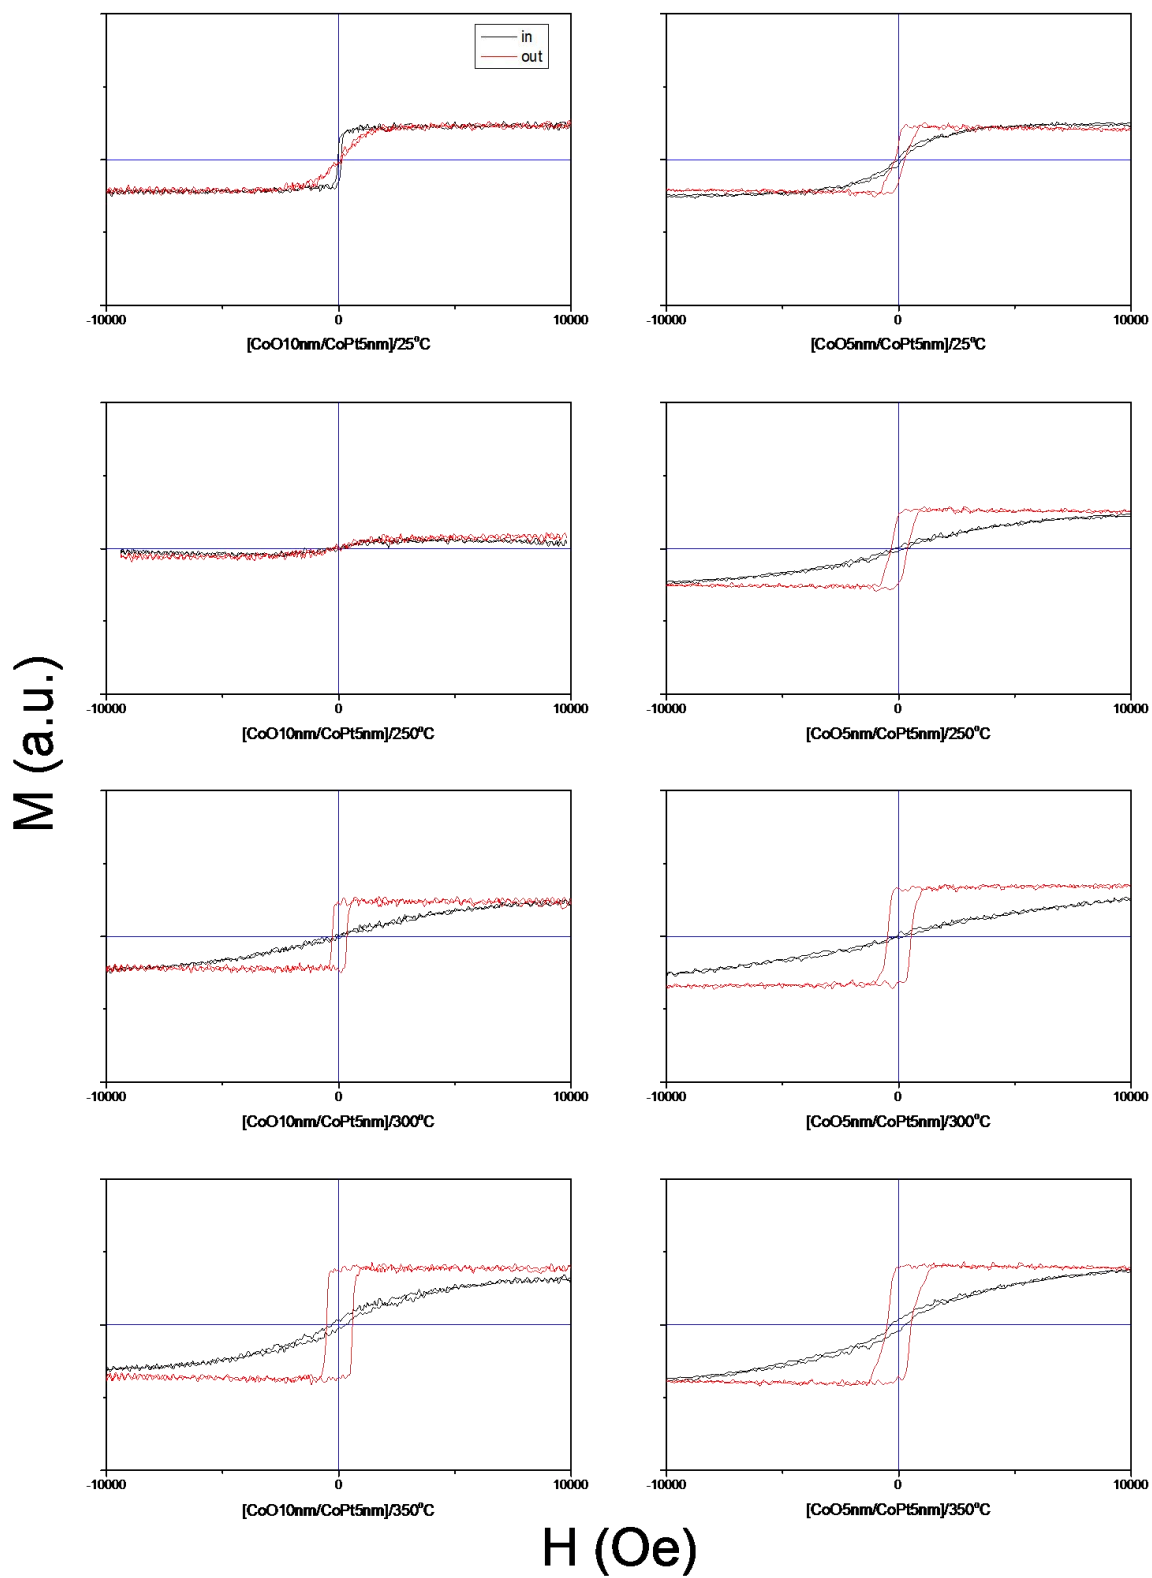 in
out
-10000 0 10000
[CoO10nm/CoPt5nm]/25°C
-10000 0 10000
[CoO5nm/CoPt5nm]/25°C
-10000 0 10000
[CoO10nm/CoPt5nm]/250°C
-10000 0 10000
[CoO5nm/CoPt5nm]/250°C
M (a.u.)
-10000 0 10000
[CoO10nm/CoPt5nm]/300°C
-10000 0 10000
[CoO5nm/CoPt5nm]/300°C
-10000 0 10000
[CoO10nm/CoPt5nm]/350°C
-10000 0 10000
[CoO5nm/CoPt5nm]/350°C
H (Oe)